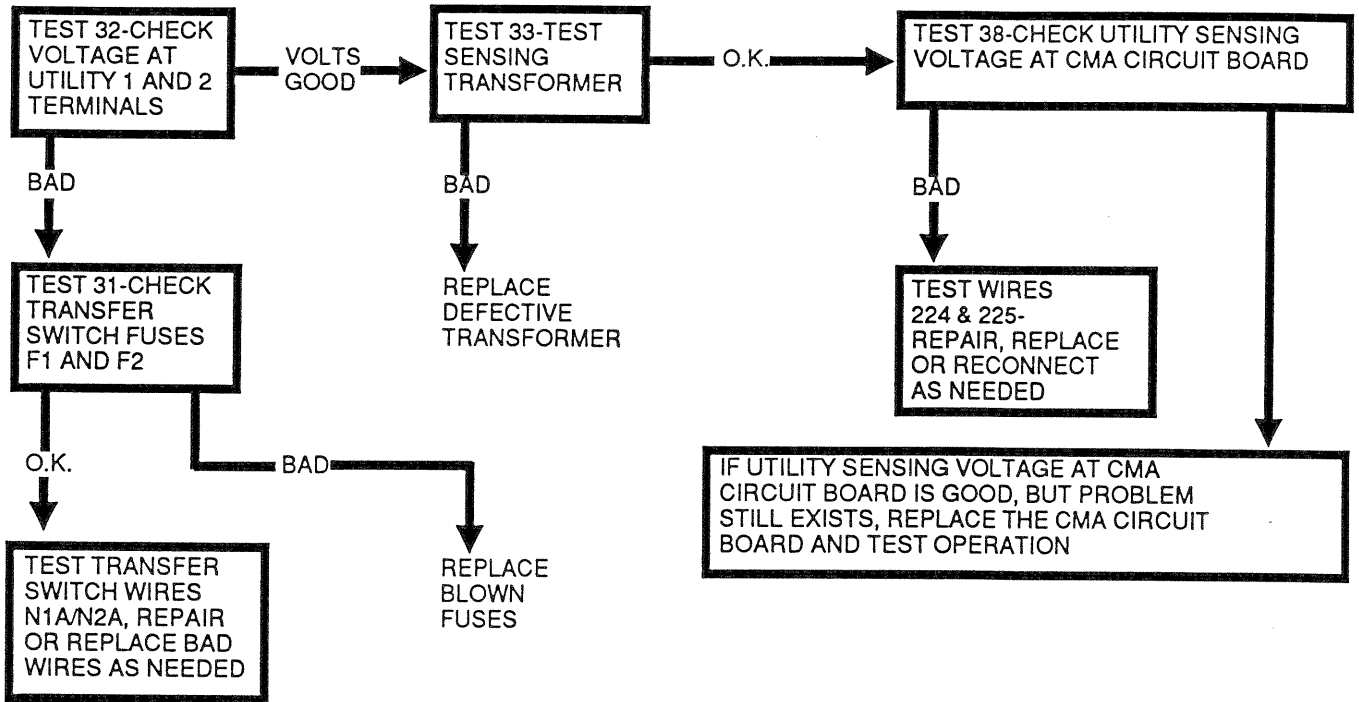 TEST 32-CHECK
VOLTAGE AT
UTILITY 1 AND 2
TERMINALS
VOLTS
GOOD
TEST 33-TEST
SENSING
TRANSFORMER
O.K.
TEST 38-CHECK UTILITY SENSING
VOLTAGE AT CMA CIRCUIT BOARD
BAD
BAD
BAD
TEST 31-CHECK
TRANSFER
SWITCH FUSES
F1 AND F2
REPLACE
DEFECTIVE
TRANSFORMER
TEST WIRES
224 & 225-
REPAIR, REPLACE
OR RECONNECT
AS NEEDED
O.K.
BAD
IF UTILITY SENSING VOLTAGE AT CMA
CIRCUIT BOARD IS GOOD, BUT PROBLEM
STILL EXISTS, REPLACE THE CMA CIRCUIT
BOARD AND TEST OPERATION
TEST TRANSFER
SWITCH WIRES
N1A/N2A, REPAIR
OR REPLACE BAD
WIRES AS NEEDED
REPLACE
BLOWN
FUSES